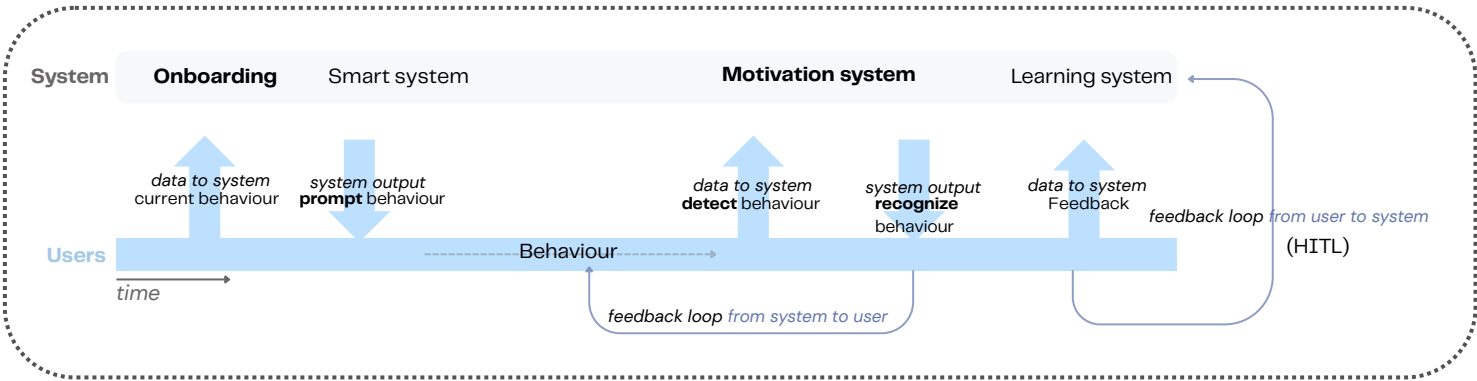 System
Onboarding
Smart system
Motivation system
Learning system
data to system
current behaviour
system output
prompt behaviour
data to system
detect behaviour
system output
recognize
behaviour
data to system
Feedback
feedback loop from user to system
(HITL)
Users
Behaviour
time
feedback loop from system to user